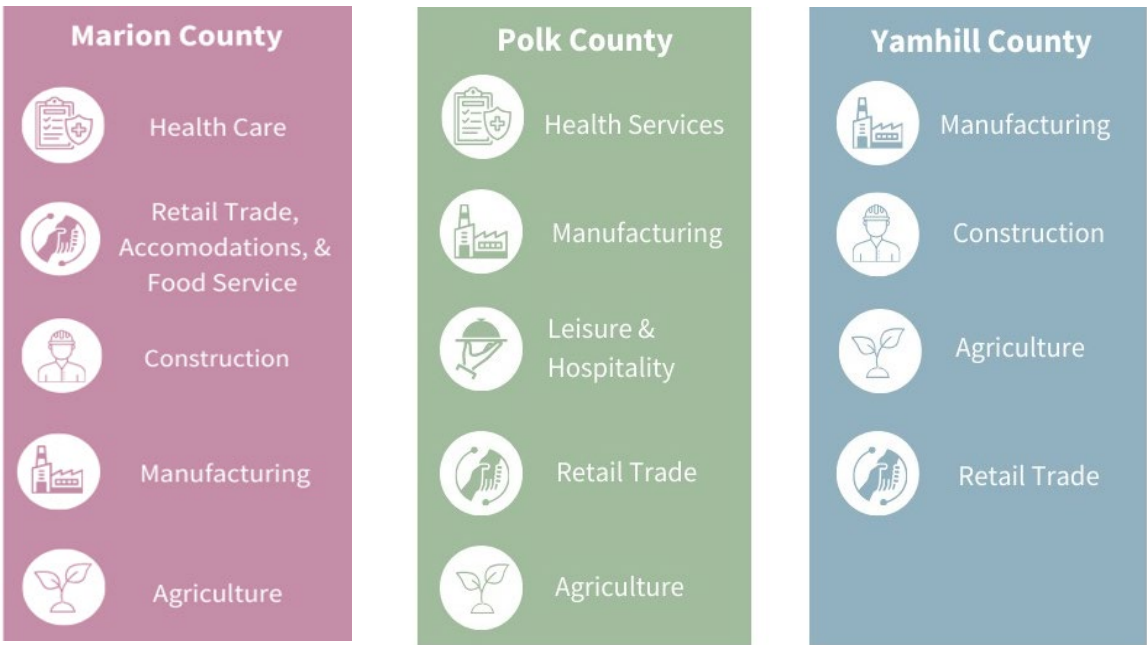 Marion County
Health Care
Retail Trade,
Accomodations, &
Food Service
Construction
Manufacturing
Agriculture
Polk County
Health Services
Manufacturing
Leisure &
Hospitality
Retail Trade
Agriculture
Yamhill County
Manufacturing
Construction
Agriculture
Retail Trade